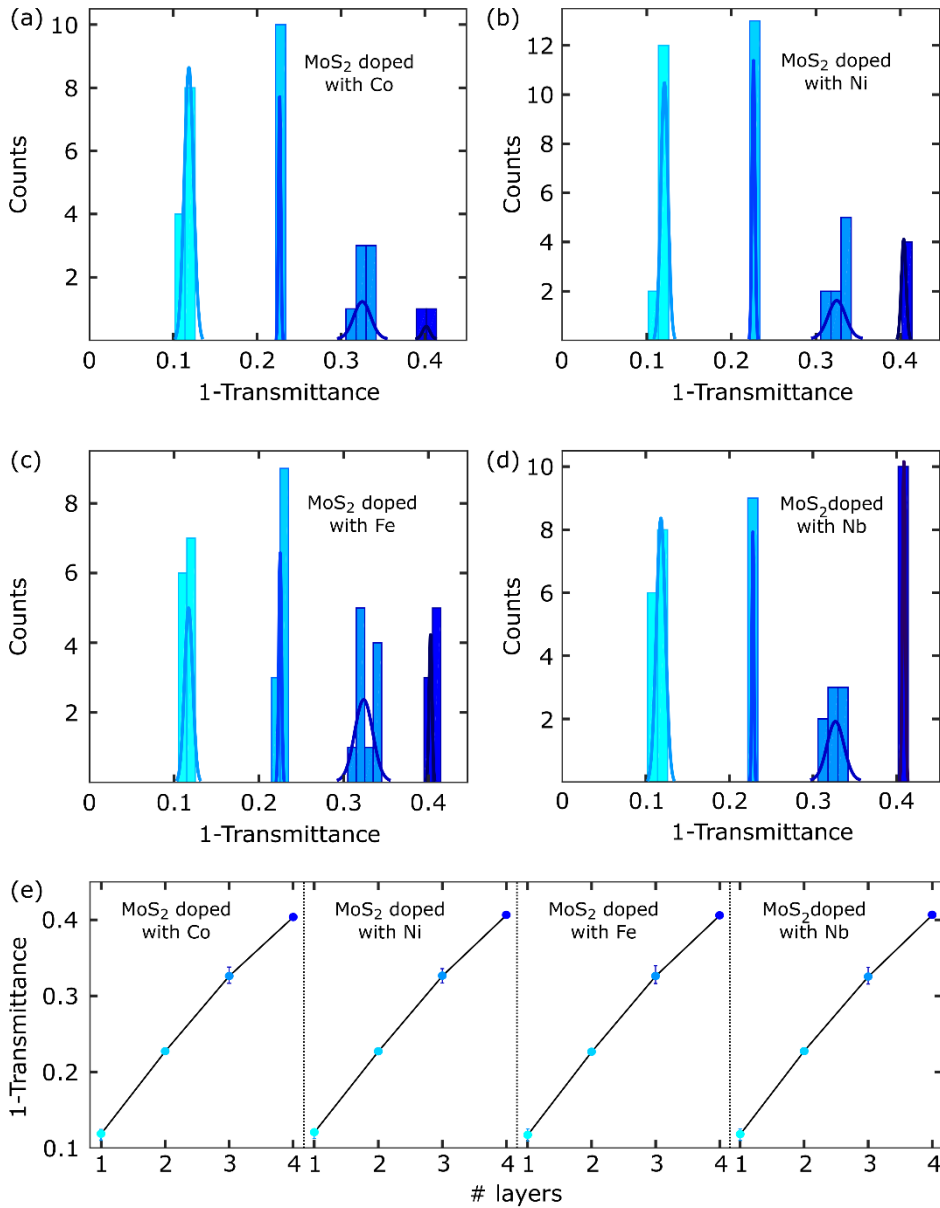 (a)
10
8
6
4
2
Counts
MoS2 doped
with Co
0
0.1
0.2
0.3
0.4
1-Transmittance
(b)
12
10
8
6
4
2
Counts
MoS2 doped
with Ni
0
0.1
0.2
0.3
0.4
1-Transmittance
(c)
8
6
4
2
Counts
MoS2 doped
with Fe
0
0.1
0.2
0.3
0.4
1-Transmittance
(d)
10
8
6
4
2
Counts
MoS2doped
with Nb
0
0.1
0.2
0.3
0.4
1-Transmittance
(e)
0.4
0.3
0.2
0.1
1-Transmittance
MoS2 doped
with Co
MoS2 doped
with Ni
MoS2 doped
with Fe
MoS2doped
with Nb
1 2 3 4 1 2 3 4 1 2 3 4 1 2 3 4
# layers